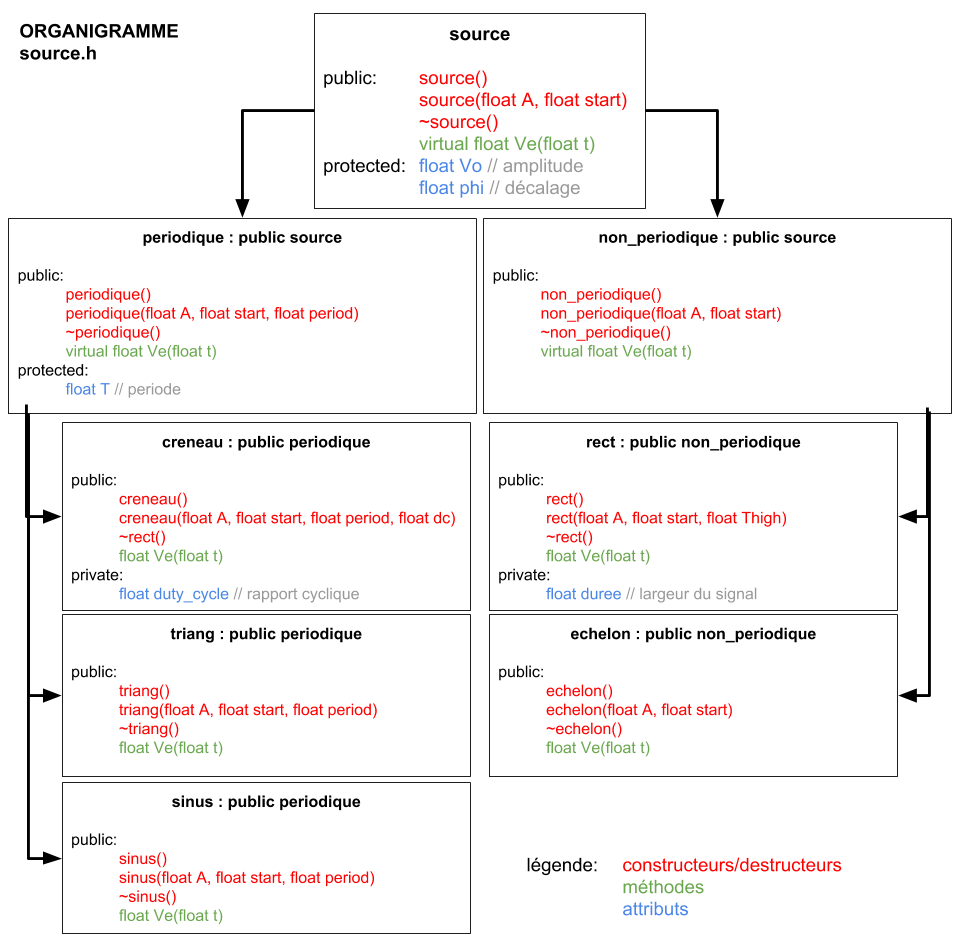 ORGANIGRAMME
source.h
source
public: source()
source(float A, float start)
~source()
virtual float Ve(float t)
protected: float Vo // amplitude
float phi // décalage
periodique : public source
public:
periodique()
periodique(float A, float start, float period)
~periodique()
virtual float Ve(float t)
protected:
float T // periode
non_periodique : public source
public:
non_periodique()
non_periodique(float A, float start)
~non_periodique()
virtual float Ve(float t)
creneau : public periodique
public:
creneau()
creneau(float A, float start, float period, float dc)
~rect()
float Ve(float t)
private:
float duty_cycle // rapport cyclique
rect : public non_periodique
public:
rect()
rect(float A, float start, float Thigh)
~rect()
float Ve(float t)
private:
float duree // largeur du signal
triang : public periodique
public:
triang()
triang(float A, float start, float period)
~triang()
float Ve(float t)
echelon : public non_periodique
public:
echelon()
echelon(float A, float start)
~echelon()
float Ve(float t)
sinus : public periodique
public:
sinus()
sinus(float A, float start, float period)
~sinus()
float Ve(float t)
légende: constructeurs/destructeurs
méthodes
attributs